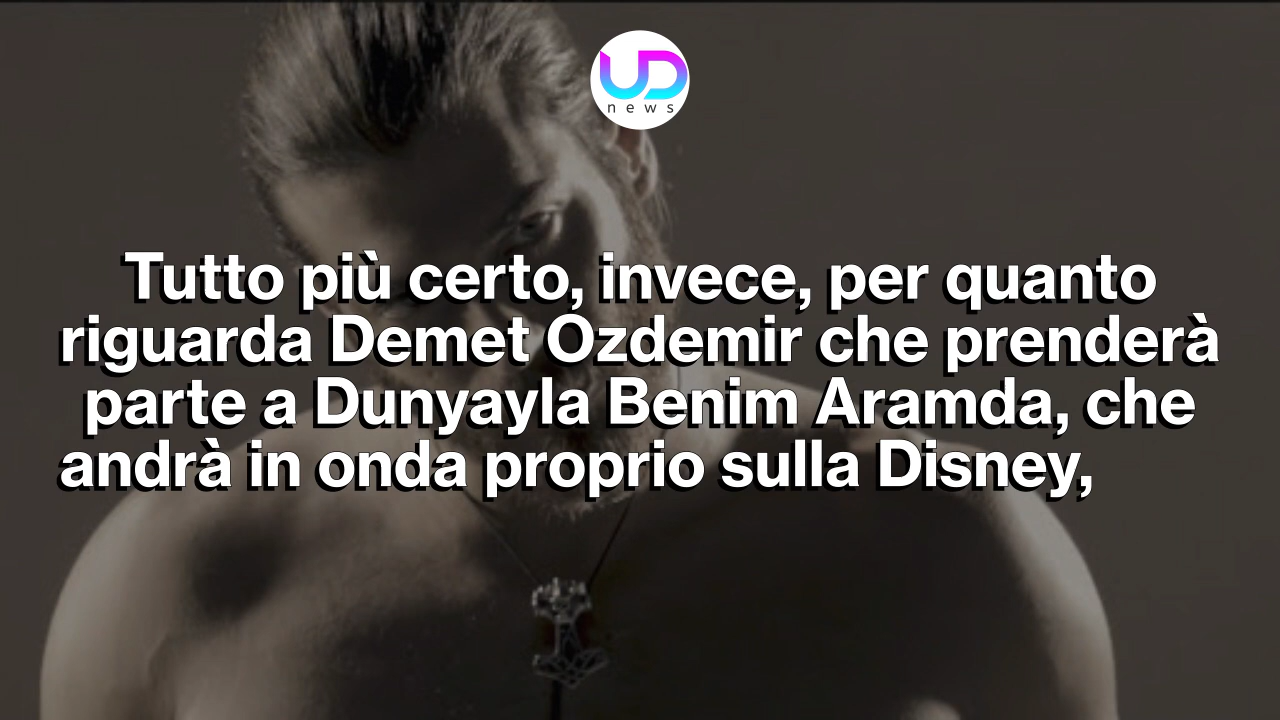 UD
news
Tutto più certo, invece, per quanto
riguarda Demet Ozdemir che prenderà
parte a Dunyayla Benim Aramda, che
andrà in onda proprio sulla Disney,